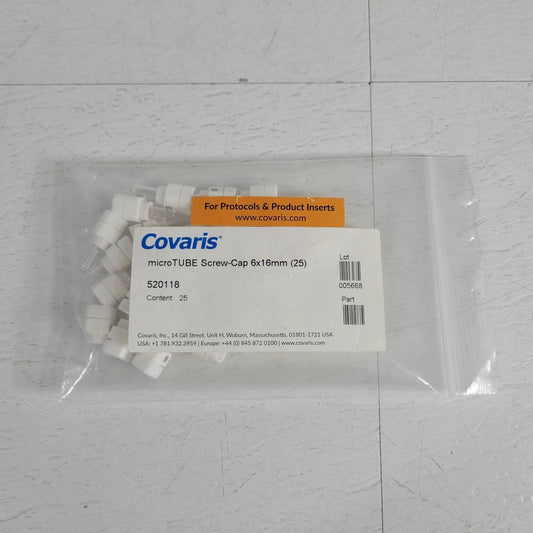 For Protocols & Product Inserts
www.covaris.com
Covaris®
microTUBE Screw-Cap 6x16mm (25)
520118
Content 25
Lot
005668
Part
Covaris, Inc., 14 Gill Street, Unit H, Woburn, Massachusetts, 01801-1721 USA
USA: +1 781.932.3959 | Europe: +44 (0) 845 872 0100 | www.covaris.com